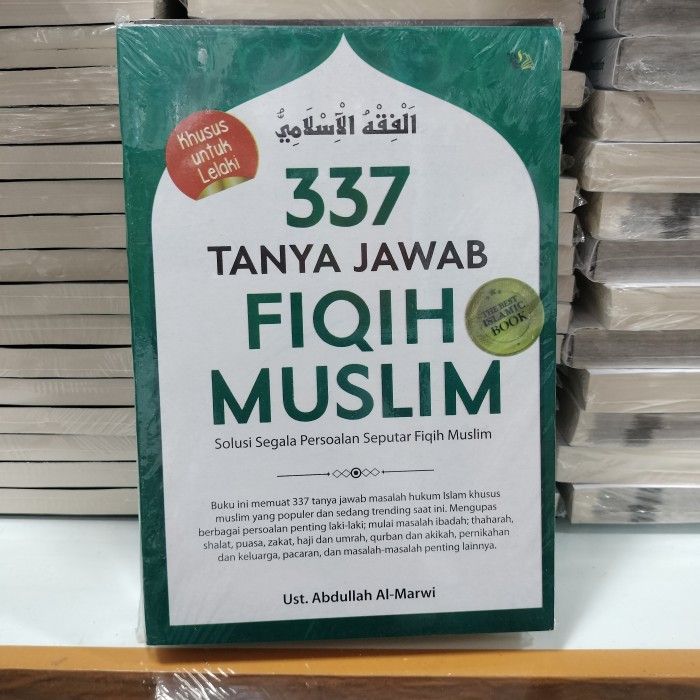 اَلْفِقْهُ الْاِسْلَامِيُّ
Khusus
untuk
Lelaki
337
TANYA JAWAB
FIQIH
MUSLIM
THE BEST
ISLAMIC
BOOK
Solusi Segala Persoalan Seputar Fiqih Muslim
Buku ini memuat 337 tanya jawab masalah hukum Islam khusus
muslim yang populer dan sedang trending saat ini. Mengupas
berbagai persoalan penting laki-laki; mulai masalah ibadah; thaharah,
shalat, puasa, zakat, haji dan umrah, qurban dan akikah, pernikahan
dan keluarga, pacaran, dan masalah-masalah penting lainnya.
Ust. Abdullah Al-Marwi